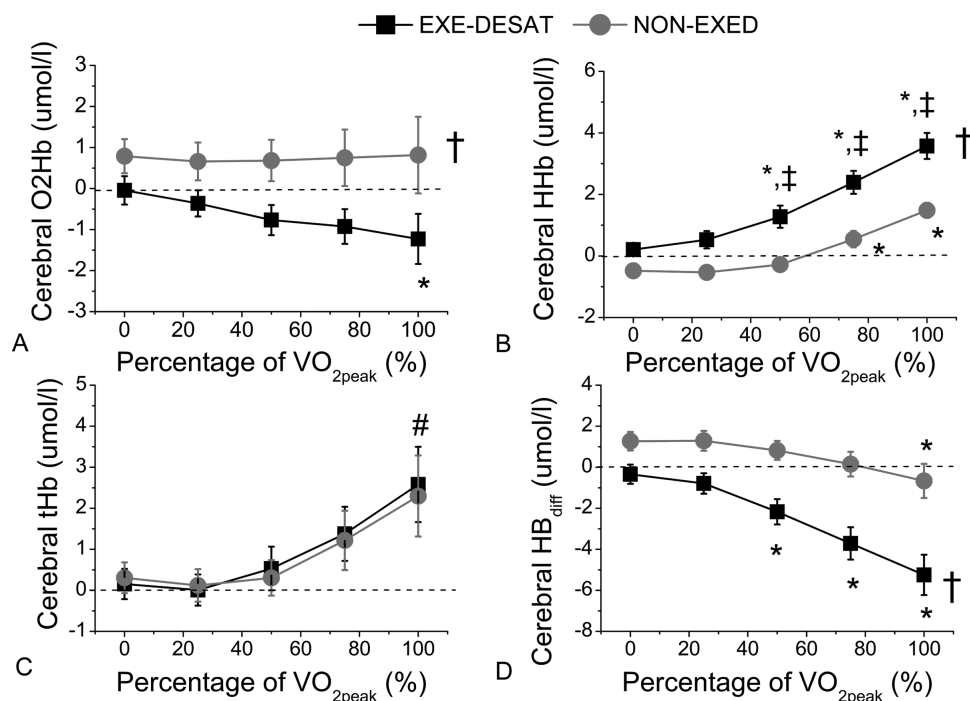 EXE-DESAT NON-EXED
Cerebral O2Hb (umol/l)
3
2
1
0
-1
-2
-3
†
*
0 20 40 60 80 100
A
Percentage of VO2peak (%)
Cerebral HHb (umol/l)
6
4
2
0
-2
*,‡
*,‡
*,‡
†
*
*
0 20 40 60 80 100
B
Percentage of VO2peak (%)
Cerebral tHb (umol/l)
5
4
3
2
1
0
-1
#
0 20 40 60 80 100
C
Percentage of VO2peak (%)
Cerebral HBdiff (umol/l)
4
2
0
-2
-4
-6
-8
*
*
*
*
†
0 20 40 60 80 100
D
Percentage of VO2peak (%)